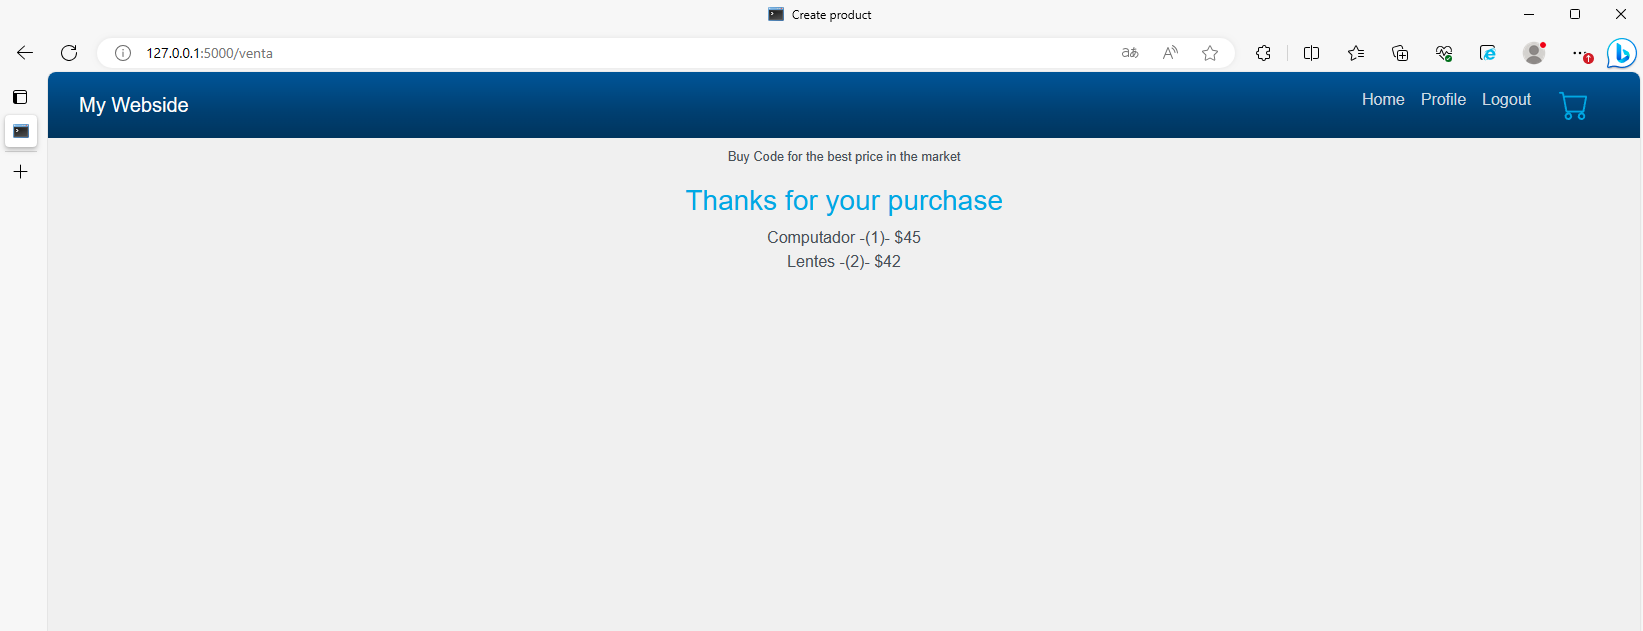 Create product
127.0.0.1:5000/venta
My Webside
Home Profile Logout
Buy Code for the best price in the market
Thanks for your purchase
Computador -(1)- $45
Lentes -(2)- $42